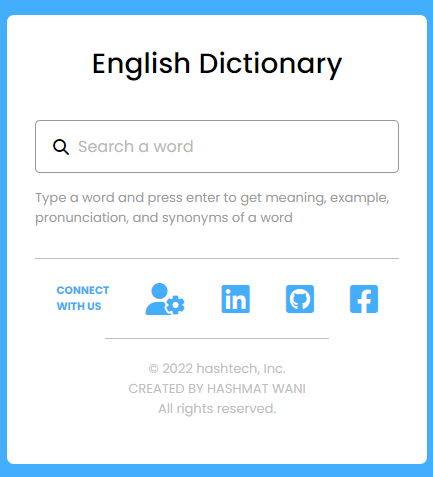 English Dictionary
Search a word
Type a word and press enter to get meaning, example,
pronunciation, and synonyms of a word
CONNECT
WITH US
© 2022 hashtech, Inc.
CREATED BY HASHMAT WANI
All rights reserved.